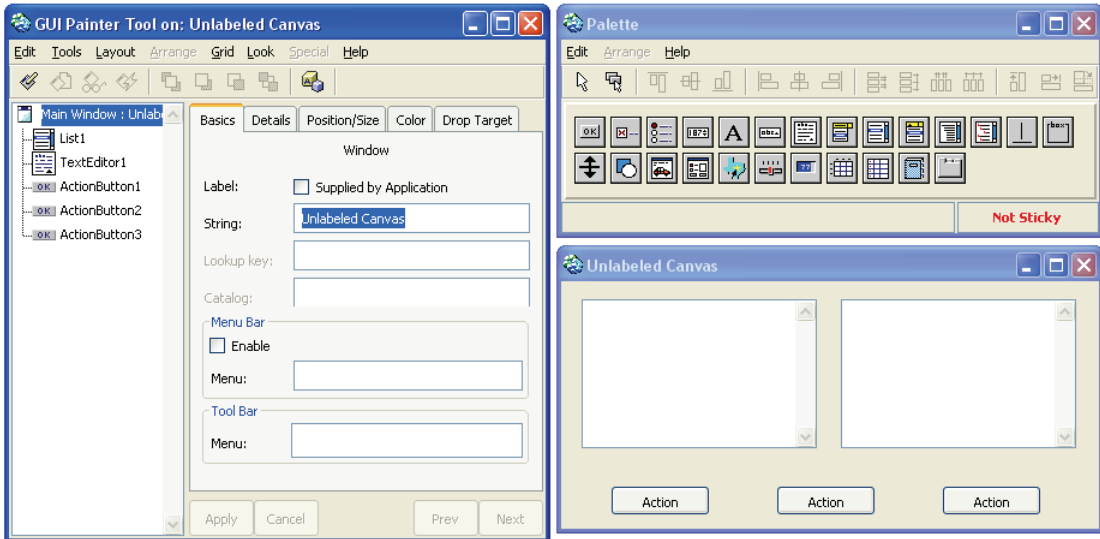 GUI Painter Tool on: Unlabeled Canvas
Edit Tools Layout Arrange Grid Look Special Help
Main Window : Unlab
List1
TextEditor1
ActionButton1
ActionButton2
ActionButton3
Basics Details Position/Size Color Drop Target
Window
Label: Supplied by Application
String: Unlabeled Canvas
Lookup key:
Catalog:
Menu Bar
Enable
Menu:
Tool Bar
Menu:
Apply Cancel Prev Next
Palette
Edit Arrange Help
Not Sticky
Unlabeled Canvas
Action Action Action